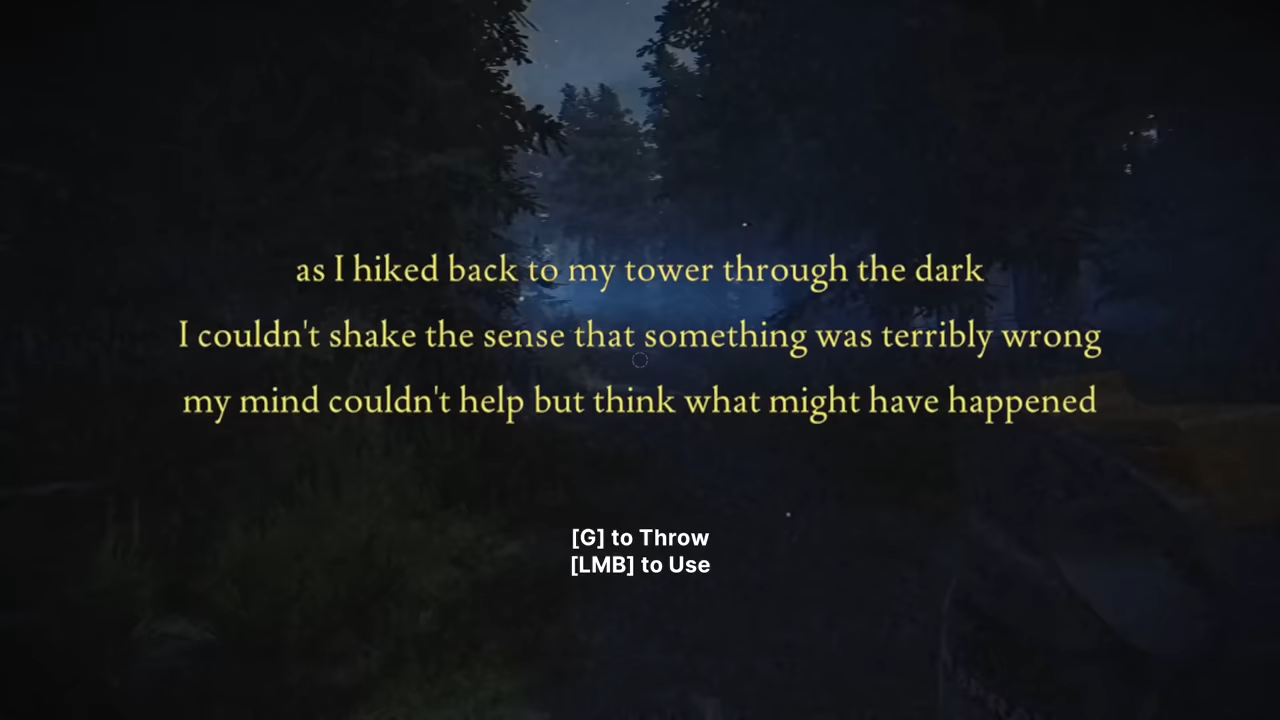 as I hiked back to my tower through the dark
I couldn't shake the sense that something was terribly wrong
my mind couldn't help but think what might have happened
[G] to Throw
[LMB] to Use